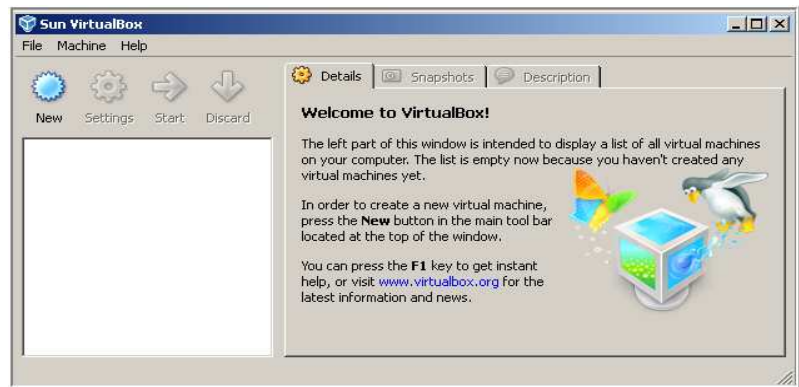 Sun VirtualBox
File Machine Help
New Settings Start Discard
Details Snapshots Description
Welcome to VirtualBox!
The left part of this window is intended to display a list of all virtual machines
on your computer. The list is empty now because you haven't created any
virtual machines yet.
In order to create a new virtual machine,
press the New button in the main tool bar
located at the top of the window.
You can press the F1 key to get instant
help, or visit www.virtualbox.org for the
latest information and news.